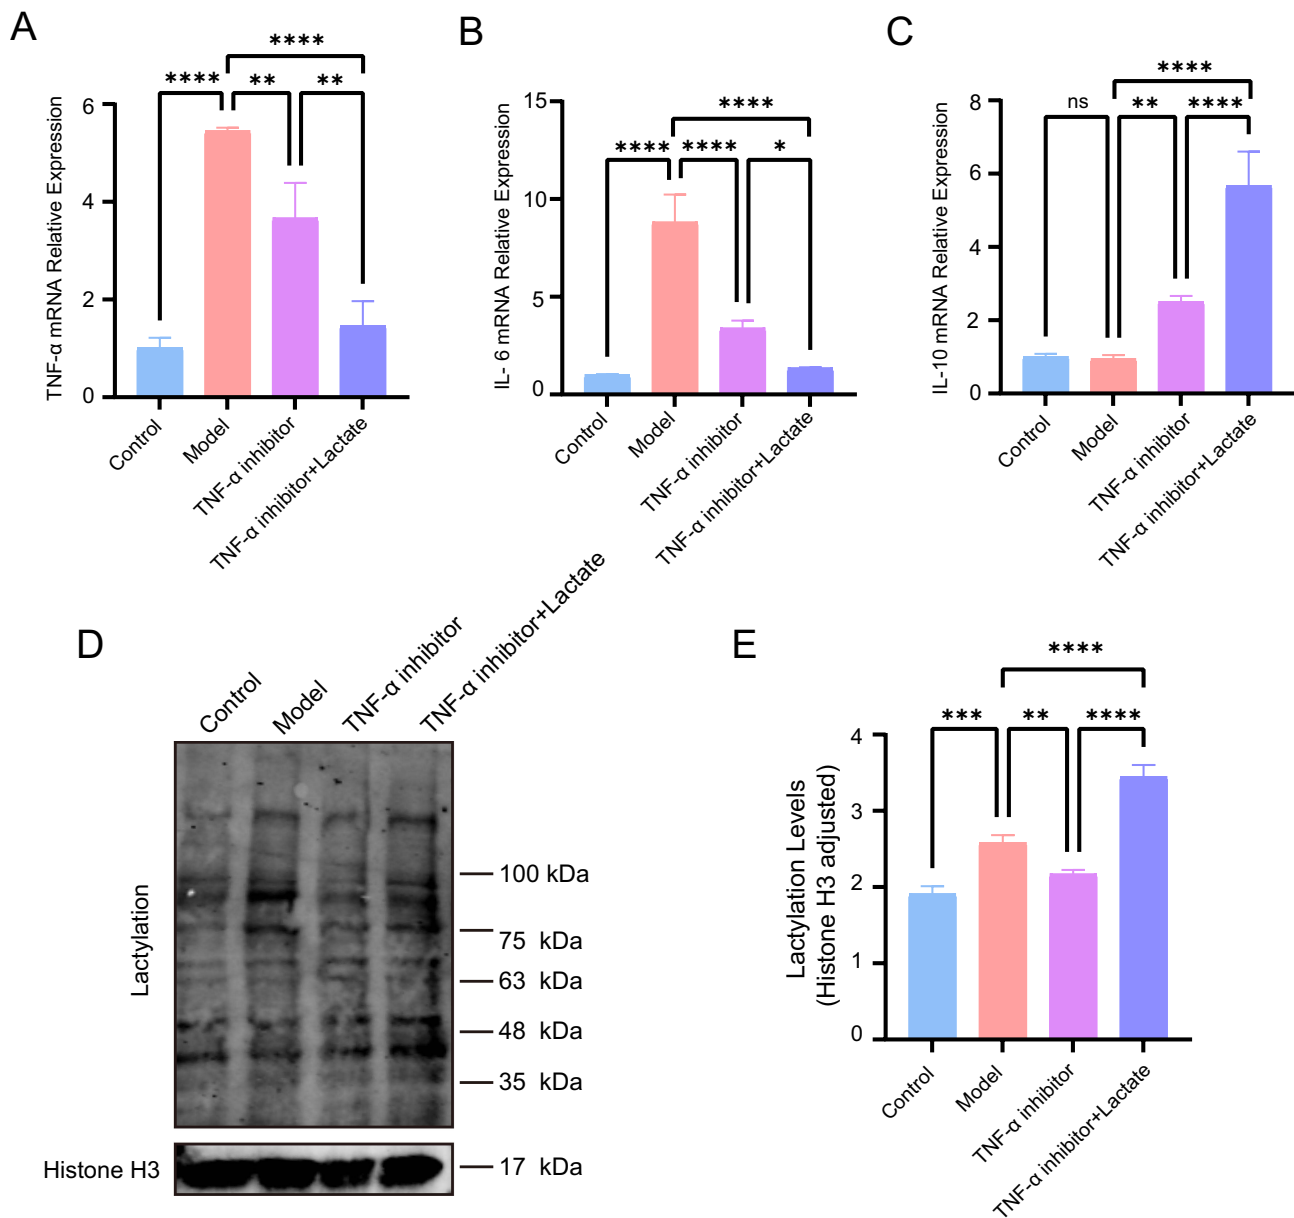 A
TNF-α mRNA Relative Expression
6
4
2
0
****
****
**
**
Control
Model
TNF-α inhibitor
TNF-α inhibitor+Lactate
B
IL- 6 mRNA Relative Expression
15
10
5
0
****
****
****
*
Control
Model
TNF-α inhibitor
TNF-α inhibitor+Lactate
C
IL-10 mRNA Relative Expression
8
6
4
2
0
****
ns
**
****
Control
Model
TNF-α inhibitor
TNF-α inhibitor+Lactate
D
Control
Model
TNF-α inhibitor
TNF-α inhibitor+Lactate
Lactylation
100 kDa
75 kDa
63 kDa
48 kDa
35 kDa
Histone H3
17 kDa
E
Lactylation Levels
(Histone H3 adjusted)
4
3
2
1
0
****
***
**
****
Control
Model
TNF-α inhibitor
TNF-α inhibitor+Lactate